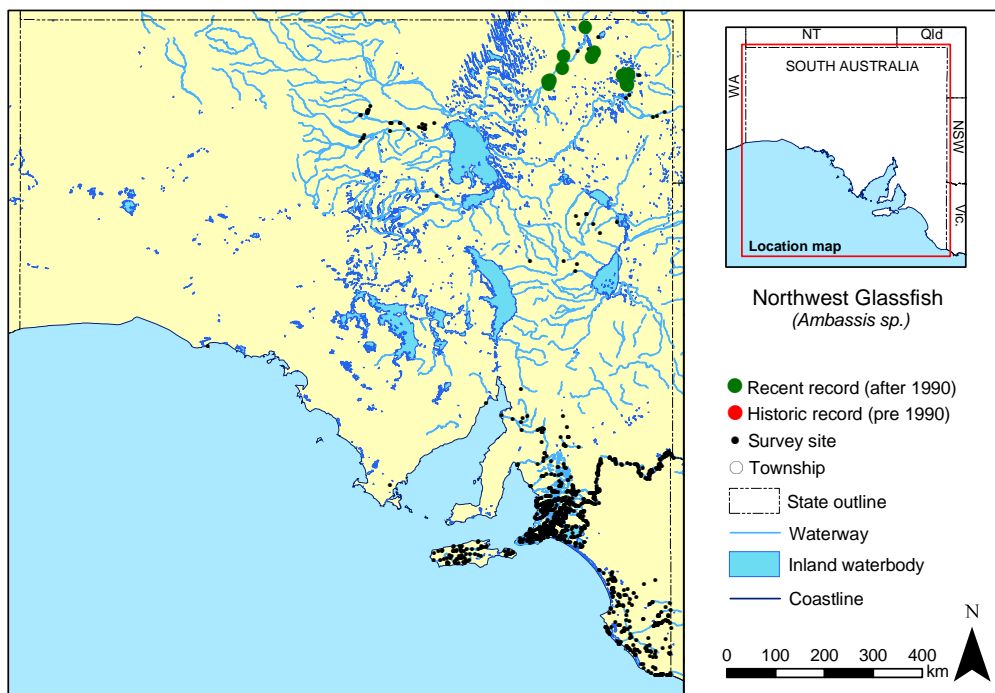 NT
Qld
SOUTH AUSTRALIA
WA
NSW
Vic.
Location map
Northwest Glassfish
(Ambassis sp.)
Recent record (after 1990)
Historic record (pre 1990)
Survey site
Township
State outline
Waterway
Inland waterbody
Coastline
N
0 100 200 300 400
km